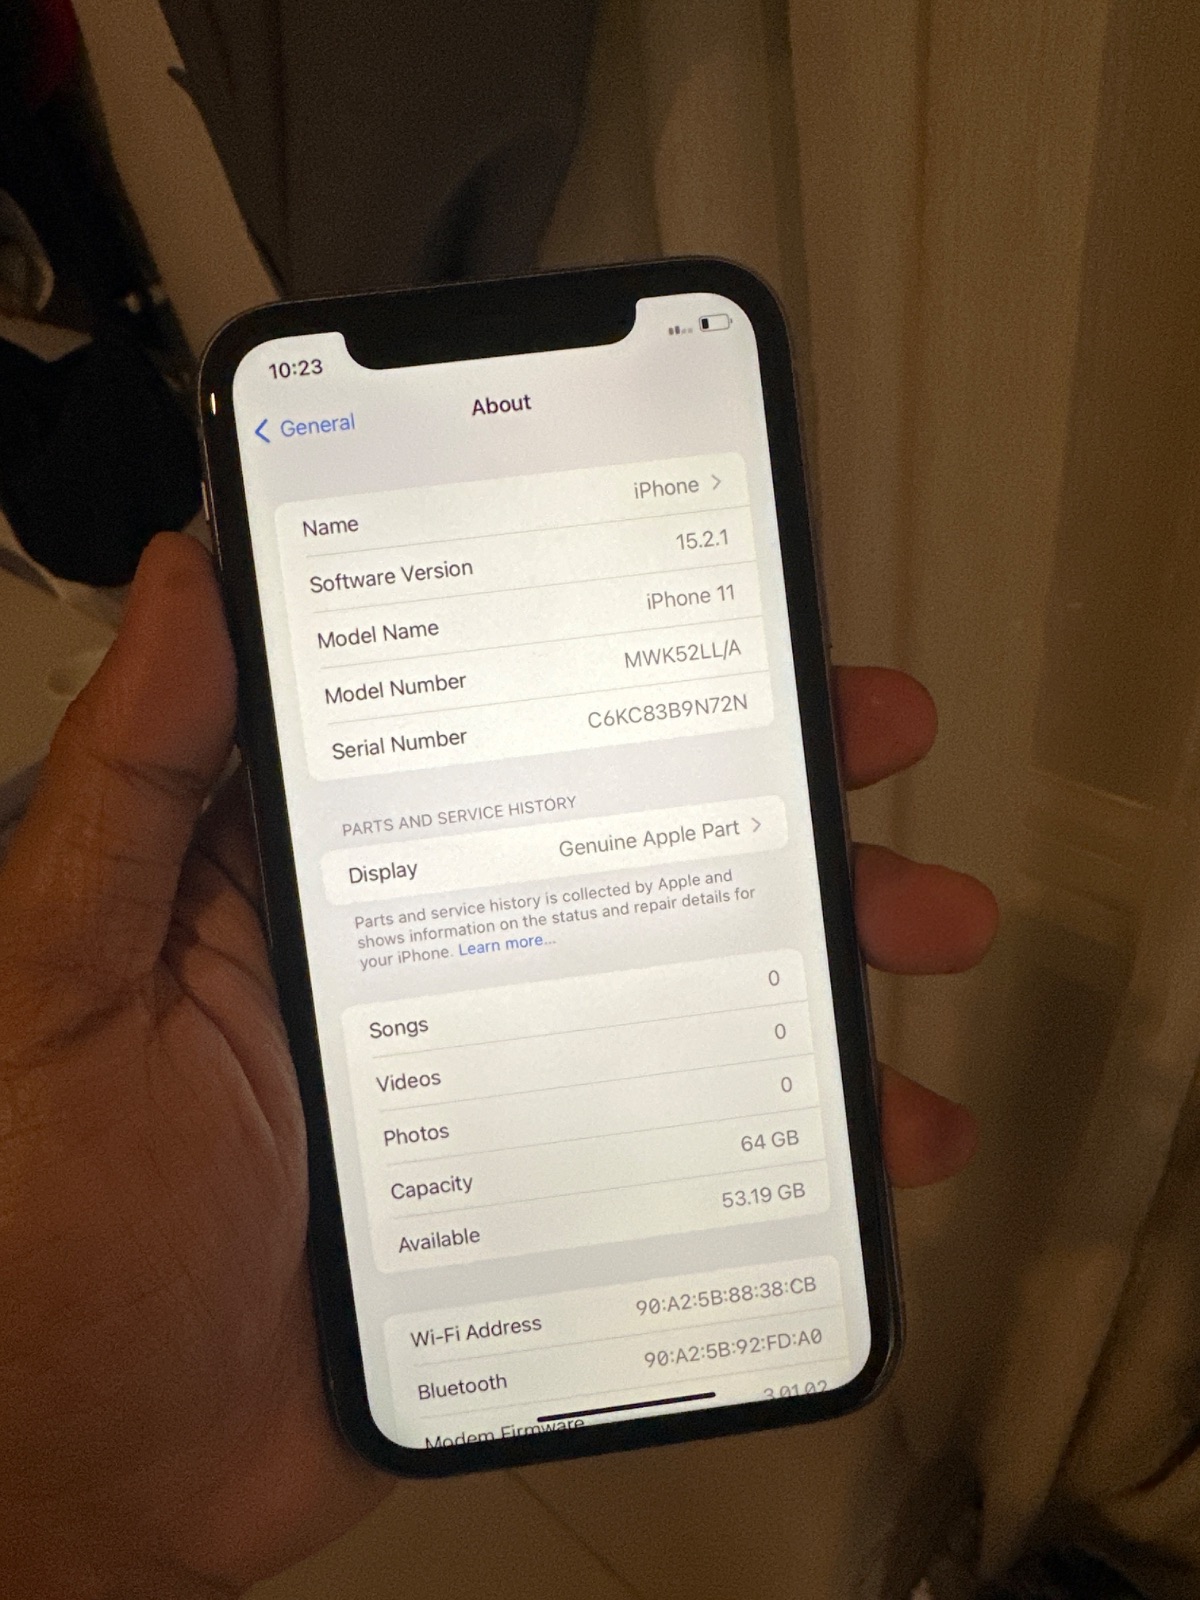 10:23
General
About
Name iPhone
Software Version 15.2.1
Model Name iPhone 11
Model Number MWK52LL/A
Serial Number C6KC83B9N72N
PARTS AND SERVICE HISTORY
Display Genuine Apple Part
Parts and service history is collected by Apple and
shows information on the status and repair details for
your iPhone. Learn more...
Songs 0
Videos 0
Photos 0
Capacity 64 GB
Available 53.19 GB
Wi-Fi Address 90:A2:5B:88:38:CB
Bluetooth 90:A2:5B:92:FD:A0
Modem Firmware 3.01.02